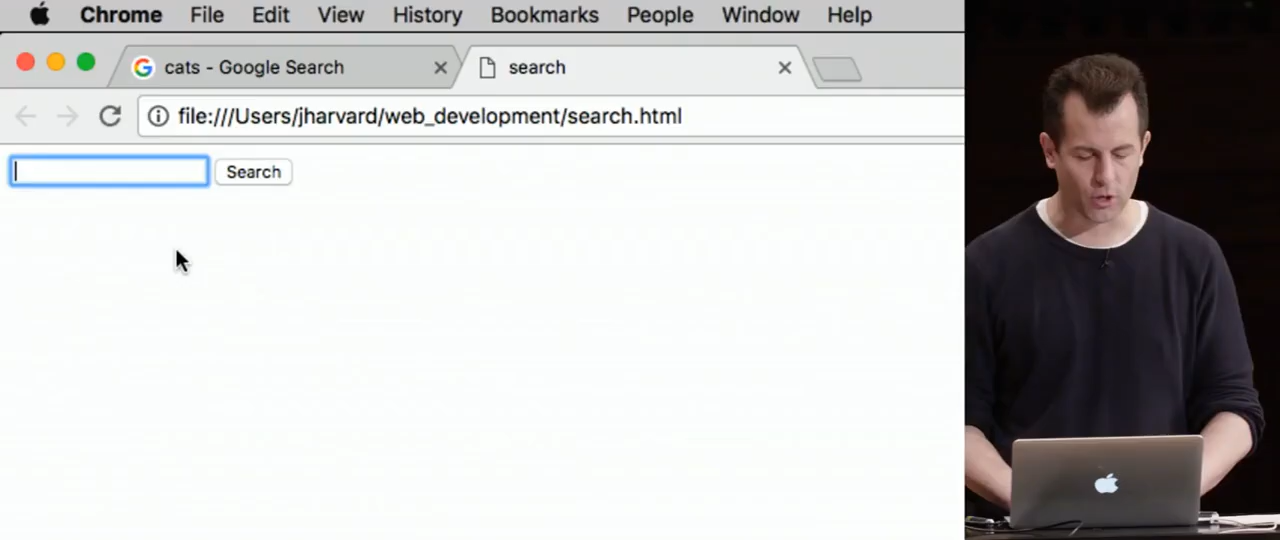 Chrome File Edit View History Bookmarks People Window Help
cats - Google Search search
file:///Users/jharvard/web_development/search.html
Search